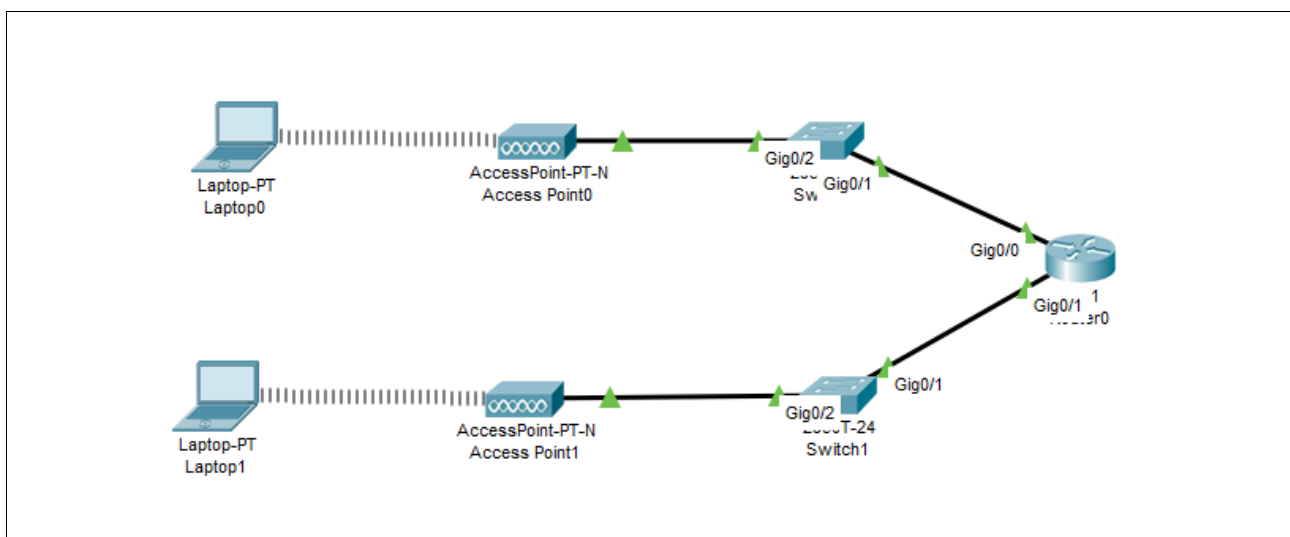 Laptop-PT
Laptop0
AccessPoint-PT-N
Access Point0
Gig0/2
Gig0/1
Gig0/0
Gig0/1
Gig0/1
Gig0/2
Laptop-PT
Laptop1
AccessPoint-PT-N
Access Point1
Switch1